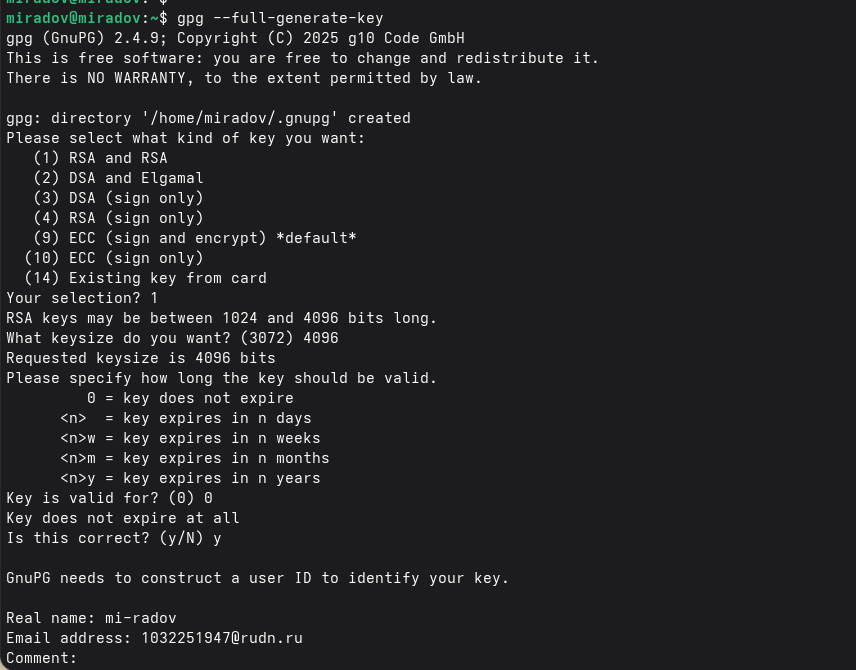 miradov@miradov:~$
miradov@miradov:~$ gpg --full-generate-key
gpg (GnuPG) 2.4.9; Copyright (C) 2025 g10 Code GmbH
This is free software: you are free to change and redistribute it.
There is NO WARRANTY, to the extent permitted by law.

gpg: directory '/home/miradov/.gnupg' created
Please select what kind of key you want:
   (1) RSA and RSA
   (2) DSA and Elgamal
   (3) DSA (sign only)
   (4) RSA (sign only)
   (9) ECC (sign and encrypt) *default*
  (10) ECC (sign only)
  (14) Existing key from card
Your selection? 1
RSA keys may be between 1024 and 4096 bits long.
What keysize do you want? (3072) 4096
Requested keysize is 4096 bits
Please specify how long the key should be valid.
         0 = key does not expire
      <n>  = key expires in n days
      <n>w = key expires in n weeks
      <n>m = key expires in n months
      <n>y = key expires in n years
Key is valid for? (0) 0
Key does not expire at all
Is this correct? (y/N) y

GnuPG needs to construct a user ID to identify your key.

Real name: mi-radov
Email address: 1032251947@rudn.ru
Comment: